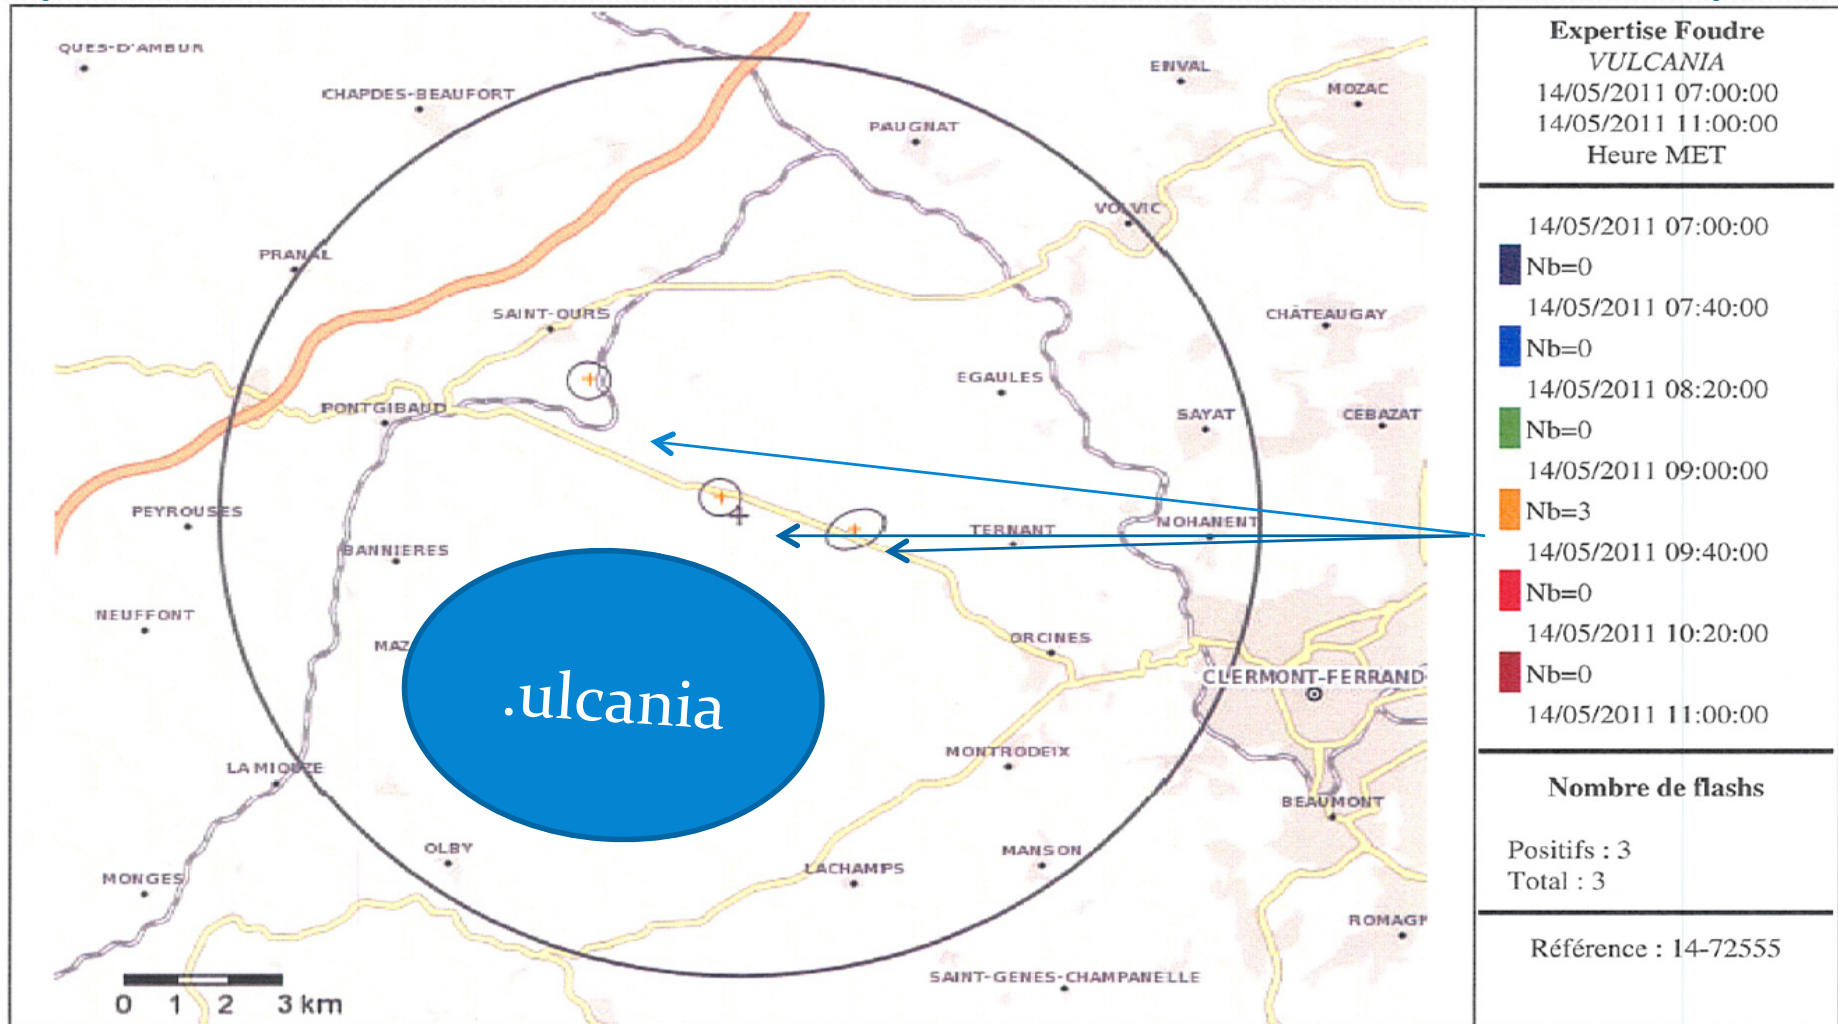 QUES-D'AMBUR
CHAPDES-BEAUFORT
ENVAL
MOZAC
PAUGNAT
VOLVIC
PRANAL
SAINT-OURS
CHÂTEAUGAY
EGAULES
PONTGIBAUD
SAYAT
CEBAZAT
PEYROUSES
TERNANT
NOHANENT
BANNIERES
NEUFFONT
ORCINES
MAZ
CLERMONT-FERRAND
.ulcania
MONTRODEIX
LA MIOUZE
BEAUMONT
OLBY
MANSON
LACHAMPS
MONGES
ROMAGN
SAINT-GENES-CHAMPANELLE
0 1 2 3 km
Expertise Foudre
VULCANIA
14/05/2011 07:00:00
14/05/2011 11:00:00
Heure MET
14/05/2011 07:00:00
Nb=0
14/05/2011 07:40:00
Nb=0
14/05/2011 08:20:00
Nb=0
14/05/2011 09:00:00
Nb=3
14/05/2011 09:40:00
Nb=0
14/05/2011 10:20:00
Nb=0
14/05/2011 11:00:00
Nombre de flashs
Positifs : 3
Total : 3
Référence : 14-72555